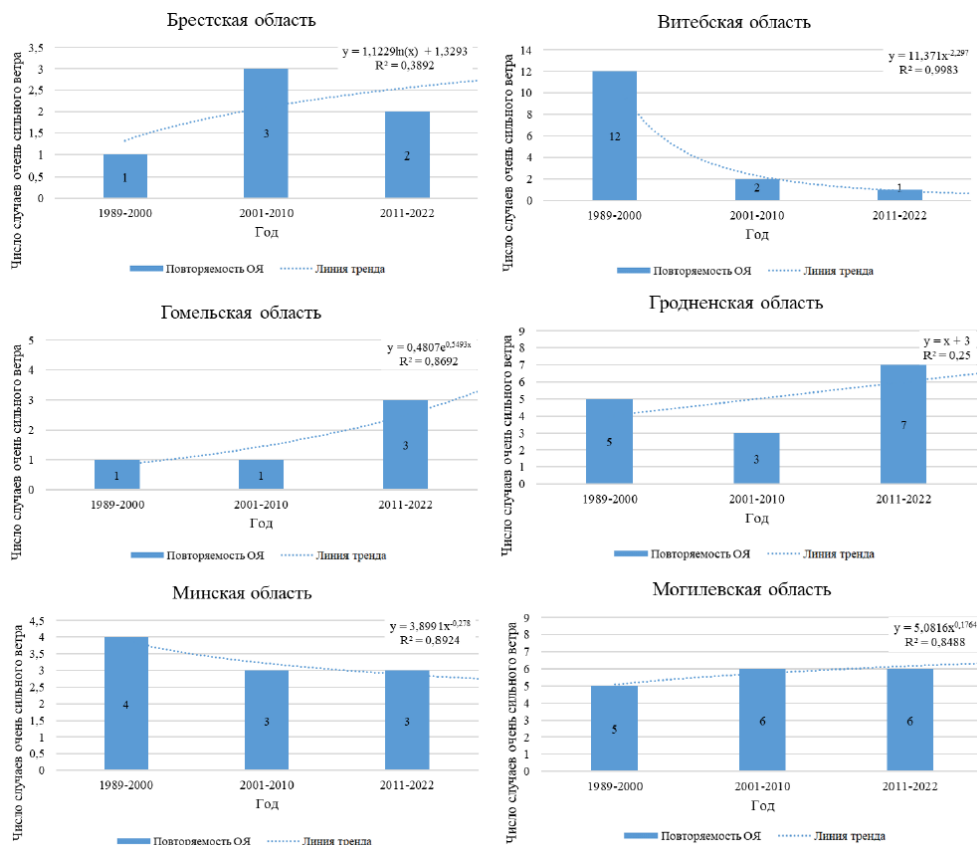 Брестская область
Число случаев очень сильного ветра
3,5
3
2,5
2
1,5
1
0,5
0
y = 1,1229ln(x) + 1,3293
R² = 0,3892
1
3
2
1989-2000
2001-2010
2011-2022
Год
Повторяемость ОЯ
Линия тренда
Витебская область
Число случаев очень сильного ветра
14
12
10
8
6
4
2
0
y = 11,371x^-2,297
R² = 0,9983
12
2
1
1989-2000
2001-2010
2011-2022
Год
Повторяемость ОЯ
Линия тренда
Гомельская область
Число случаев очень сильного ветра
5
4
3
2
1
0
y = 0,4807e^0,5493x
R² = 0,8692
1
1
3
1989-2000
2001-2010
2011-2022
Год
Повторяемость ОЯ
Линия тренда
Гродненская область
Число случаев очень сильного ветра
9
8
7
6
5
4
3
2
1
0
y = x + 3
R² = 0,25
5
3
7
1989-2000
2001-2010
2011-2022
Год
Повторяемость ОЯ
Линия тренда
Минская область
Число случаев очень сильного ветра
4,5
4
3,5
3
2,5
2
1,5
1
0,5
0
y = 3,8991x^-0,278
R² = 0,8924
4
3
3
1989-2000
2001-2010
2011-2022
Год
Повторяемость ОЯ
Линия тренда
Могилевская область
Число случаев очень сильного ветра
9
8
7
6
5
4
3
2
1
0
y = 5,0816x^0,1764
R² = 0,8488
5
6
6
1989-2000
2001-2010
2011-2022
Год
Повторяемость ОЯ
Линия тренда